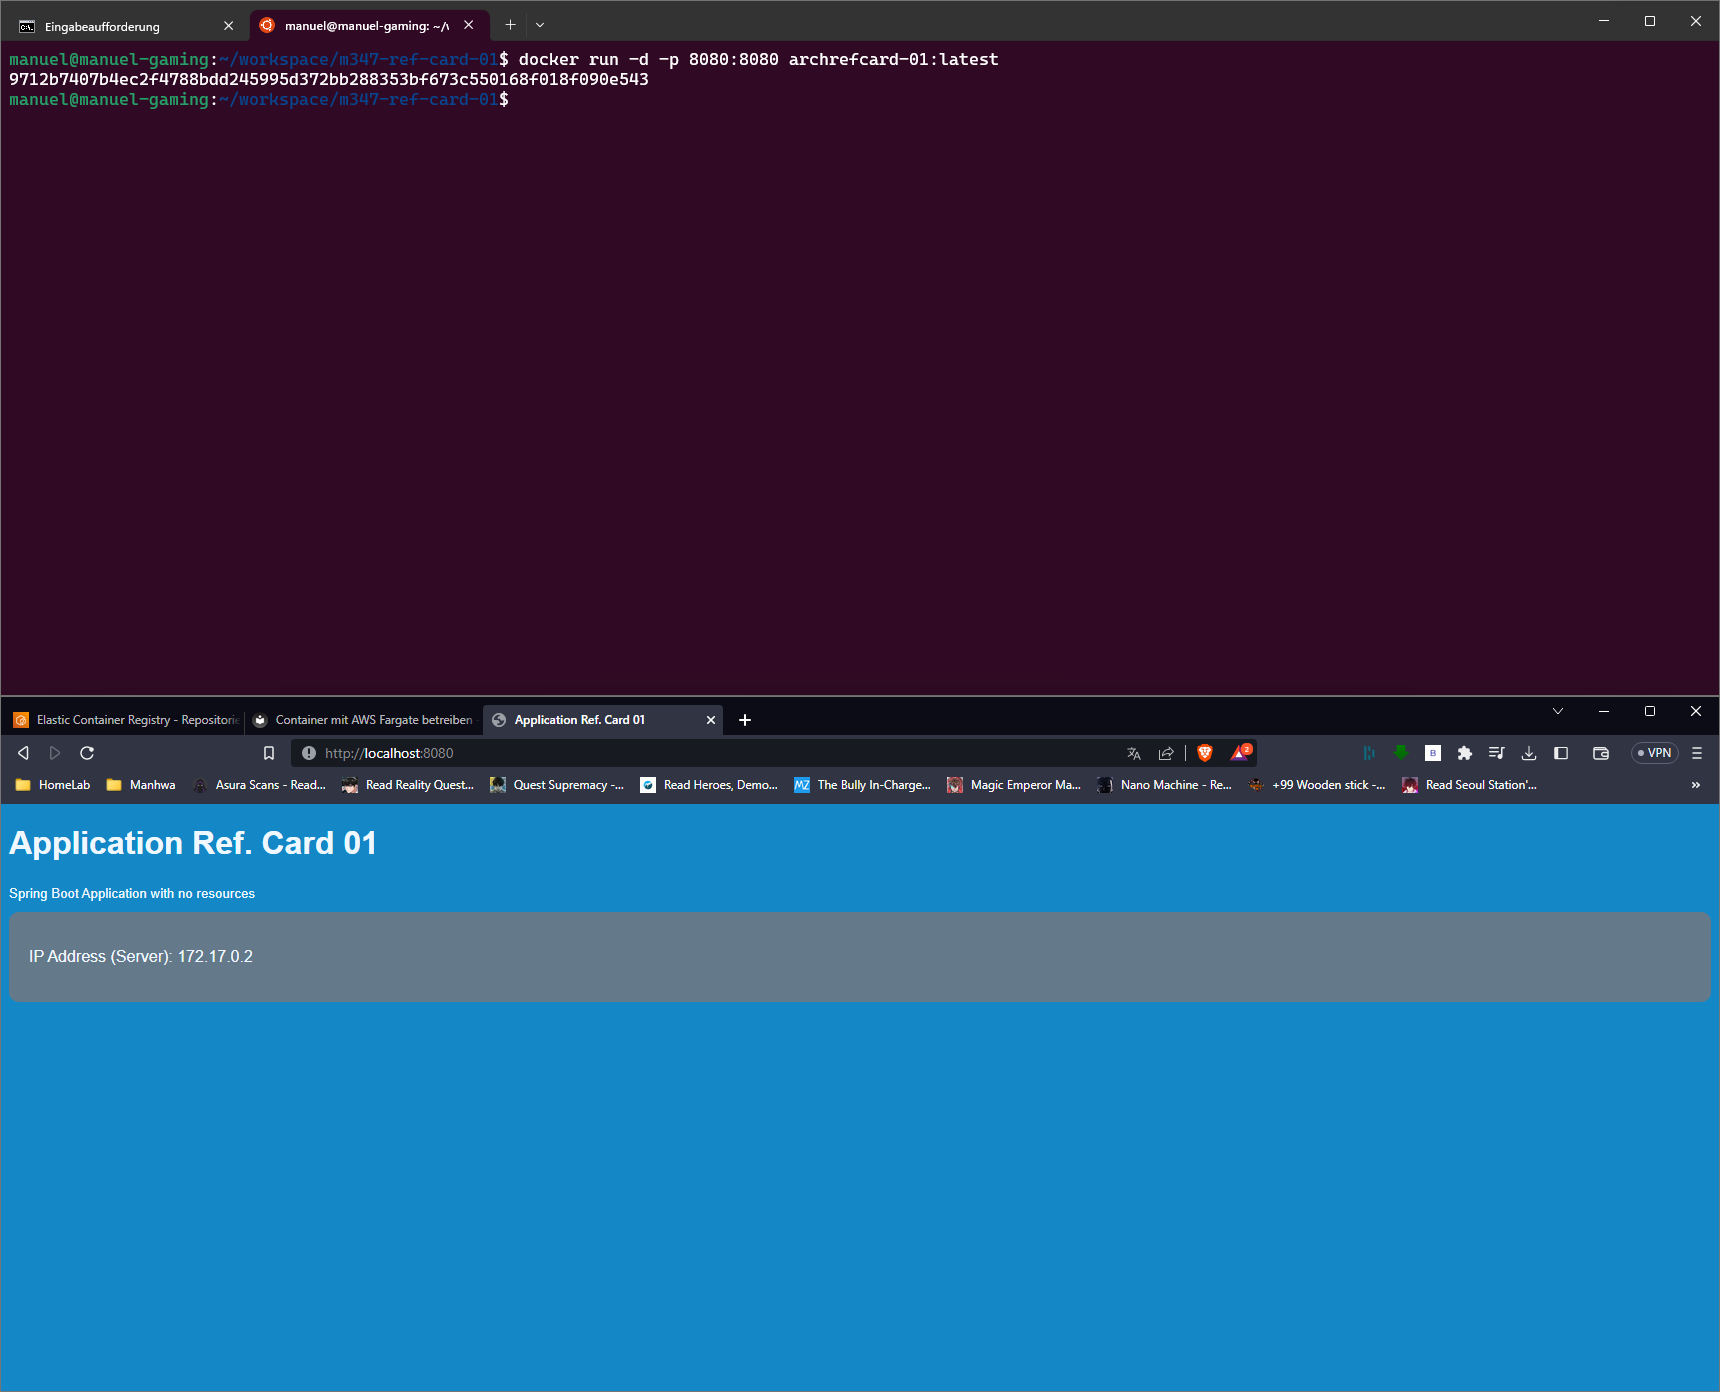 Eingabeaufforderung
manuel@manuel-gaming: ~/
manuel@manuel-gaming:~/workspace/m347-ref-card-01$ docker run -d -p 8080:8080 archrefcard-01:latest
9712b7407b4ec2f4788bdd245995d372bb288353bf673c550168f018f090e543
manuel@manuel-gaming:~/workspace/m347-ref-card-01$
Elastic Container Registry - Repositorie
Container mit AWS Fargate betreiben
Application Ref. Card 01
http://localhost:8080
2
B
VPN
HomeLab
Manhwa
Asura Scans - Read...
Read Reality Quest...
Quest Supremacy -...
Read Heroes, Demo...
MZ
The Bully In-Charge...
Magic Emperor Ma...
Nano Machine - Re...
+99 Wooden stick -...
Read Seoul Station'...
»
Application Ref. Card 01
Spring Boot Application with no resources
IP Address (Server): 172.17.0.2